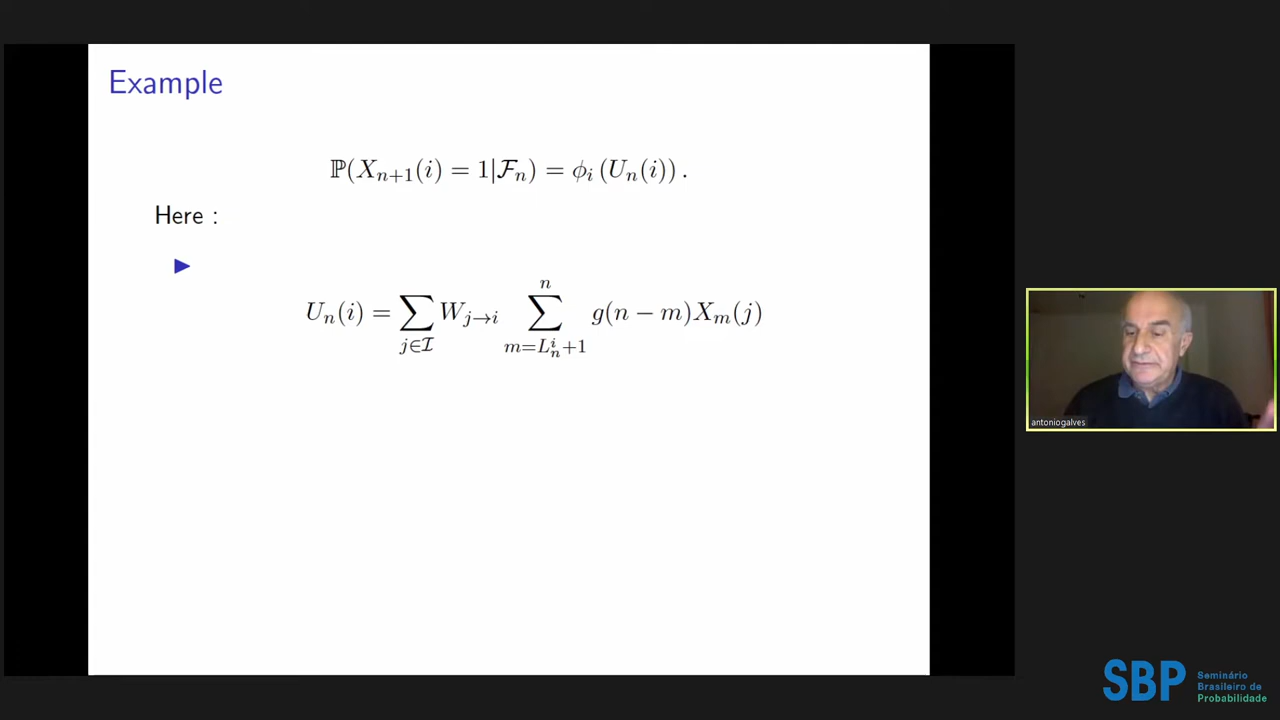 Example
ℙ(X_{n+1}(i) = 1|ℱ_n) = ϕ_i (U_n(i)) .
Here :
▶
U_n(i) = ∑_{j∈ℐ} W_{j→i} ∑_{m=L_n^i+1}^{n} g(n − m)X_m(j)
antoniogalves
SBP Seminário
Brasileiro de
Probabilidade